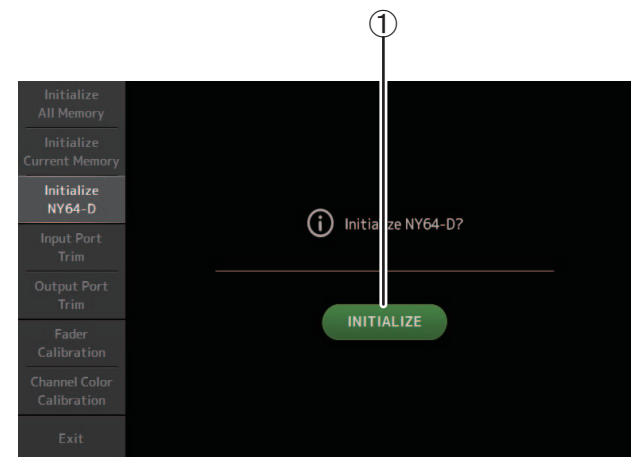 ①
Initialize
All Memory
Initialize
Current Memory
Initialize
NY64-D
Input Port
Trim
Output Port
Trim
Fader
Calibration
Channel Color
Calibration
Exit
Initialize NY64-D?
INITIALIZE